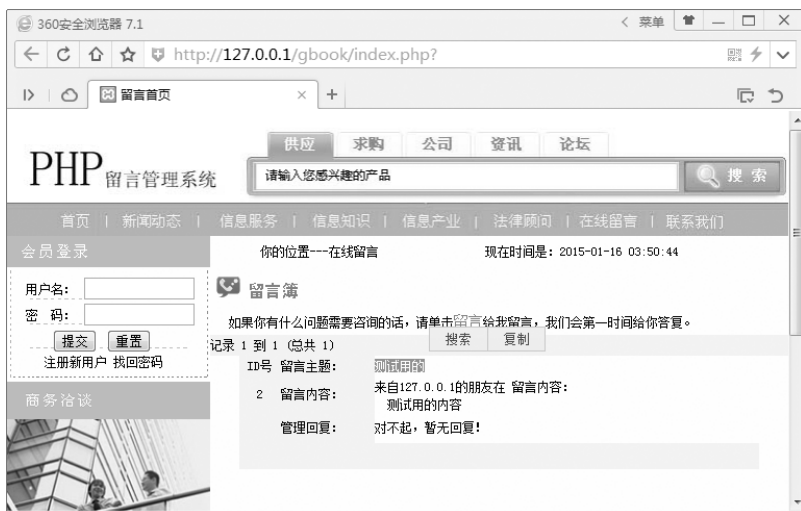 360安全浏览器 7.1
菜单
http://127.0.0.1/gbook/index.php?
留言首页
供应 求购 公司 资讯 论坛
PHP留言管理系统
请输入您感兴趣的产品
搜索
首页 | 新闻动态 | 信息服务 | 信息知识 | 信息产业 | 法律顾问 | 在线留言 | 联系我们
会员登录
你的位置---在线留言
现在时间是: 2015-01-16 03:50:44
用户名:
密 码:
提交 重置
注册新用户 找回密码
留言簿
如果你有什么问题需要咨询的话，请单击留言给我留言，我们会第一时间给你答复。
记录 1 到 1 (总共 1)
搜索 复制
ID号 留言主题: 测试用的
2 留言内容: 来自127.0.0.1的朋友在 留言内容:
测试用的内容
管理回复: 对不起，暂无回复!
商务洽谈